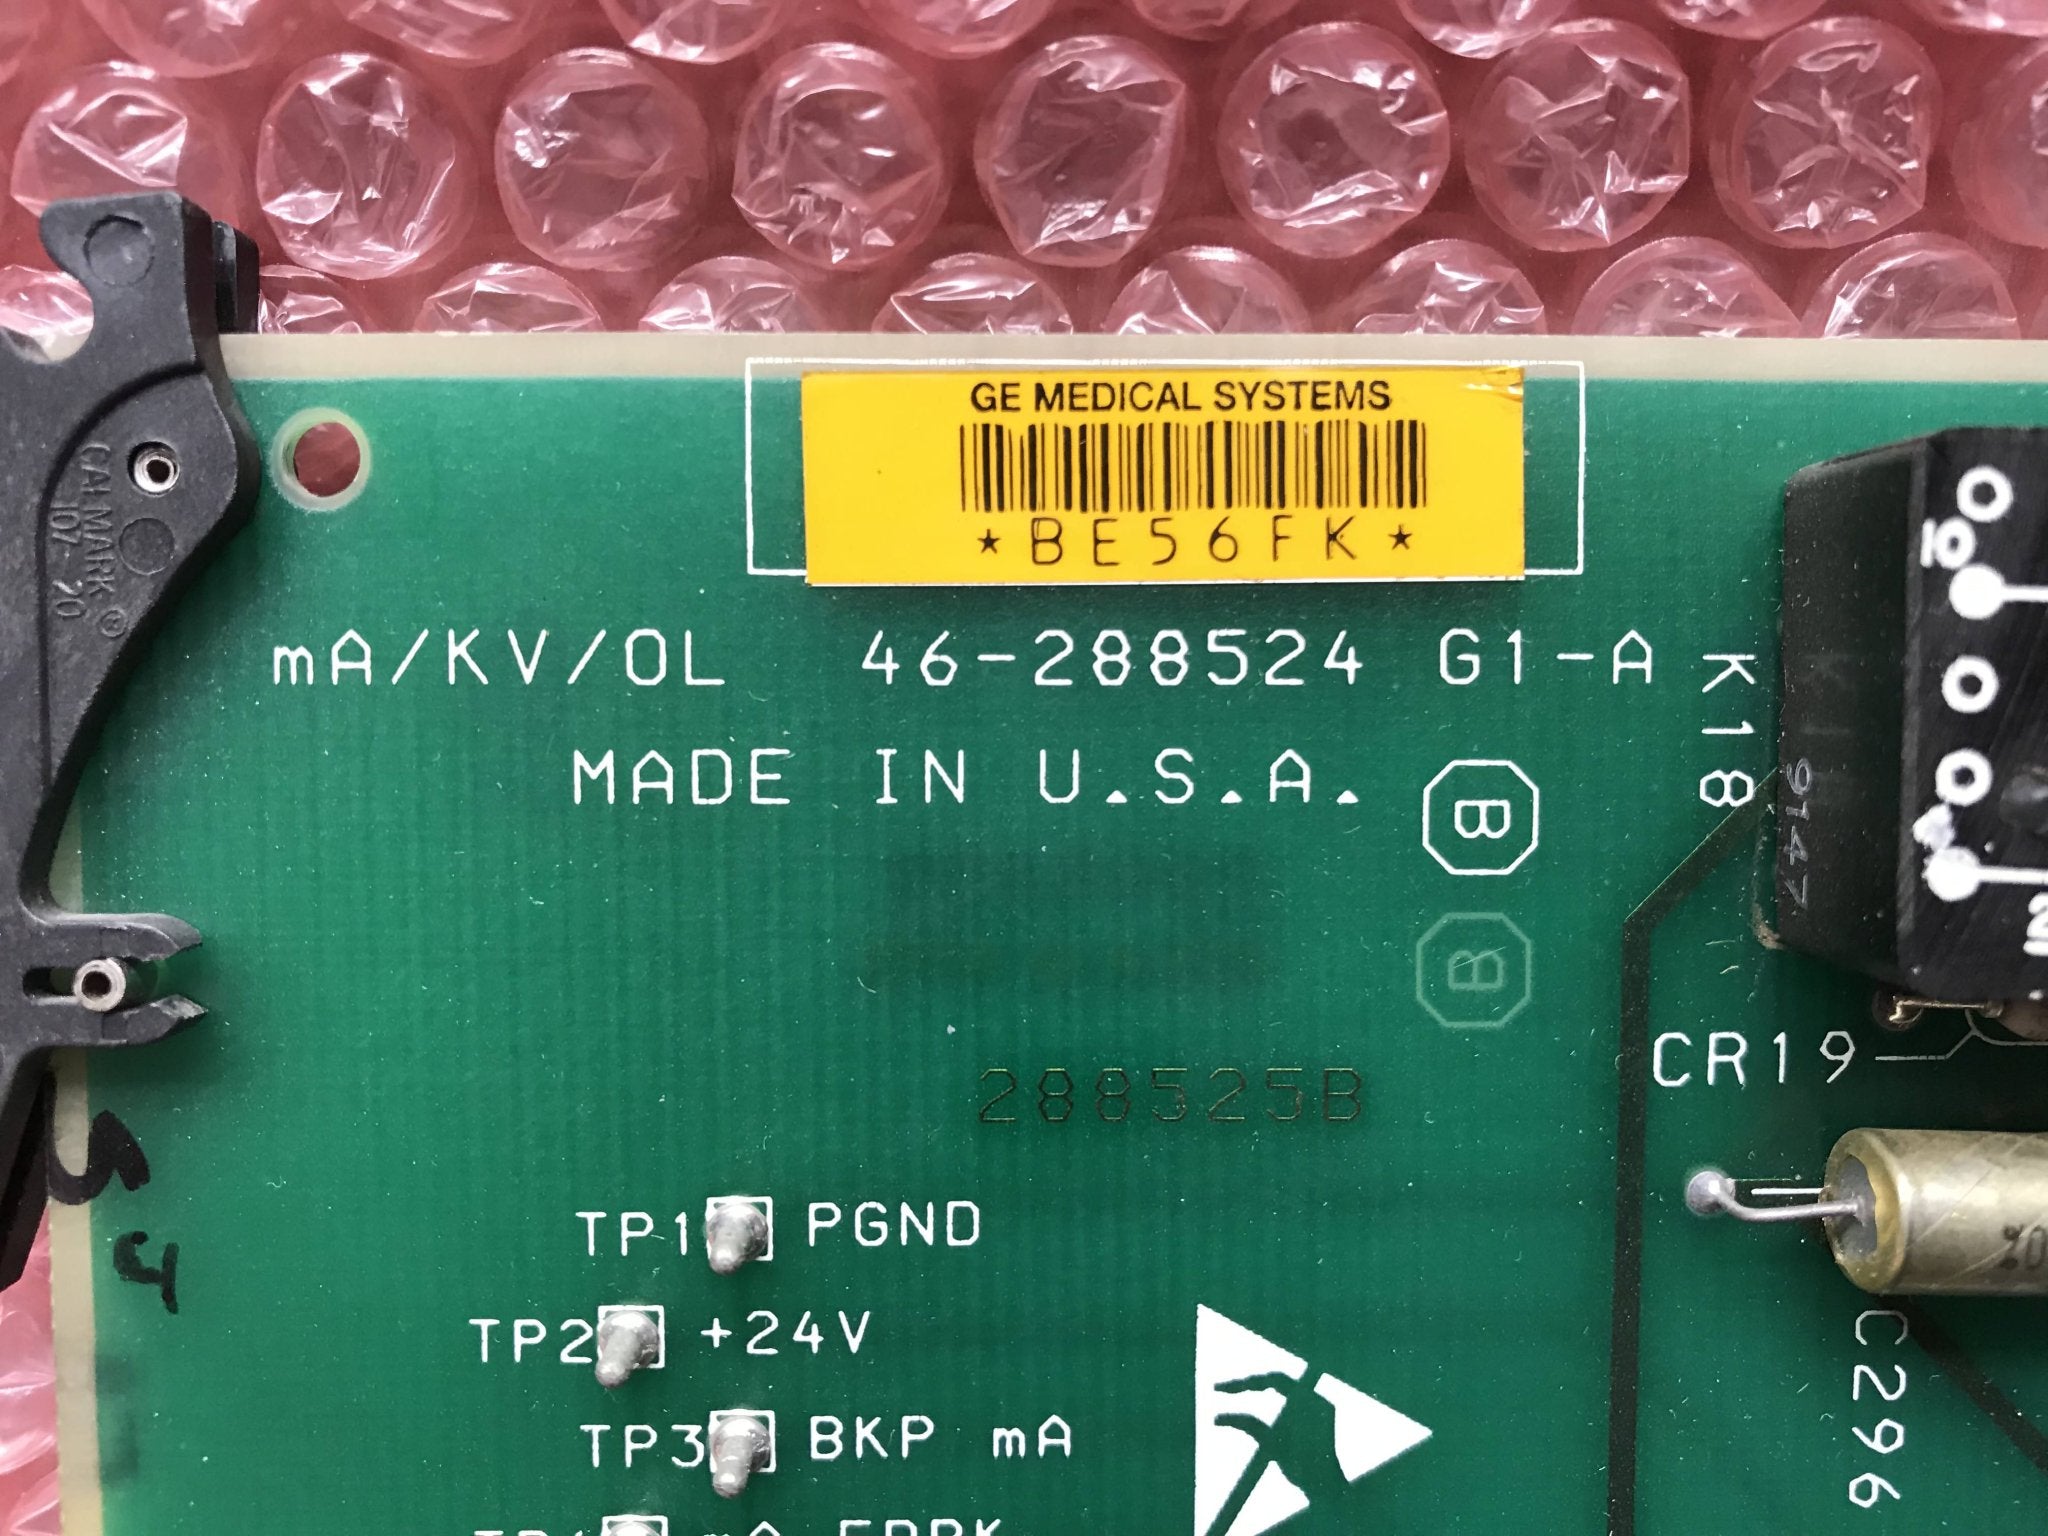 GE MEDICAL SYSTEMS
*BE56FK*
CALMARK ®
107-20
mA/KV/OL 46-288524 G1-A
K18
MADE IN U.S.A.
B
9147
B
CR19
288525B
TP1 PGND
TP2 +24V
TP3 BKP mA
C296
mA